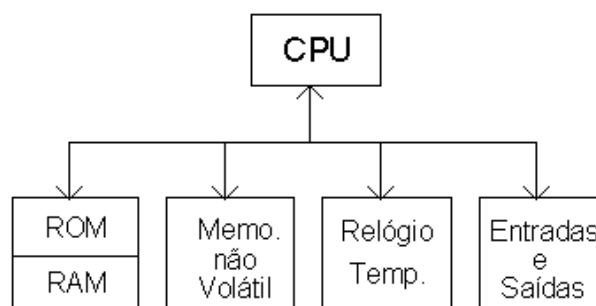 CPU
ROM
RAM
Memo.
não
Volátil
Relógio
Temp.
Entradas
e
Saídas